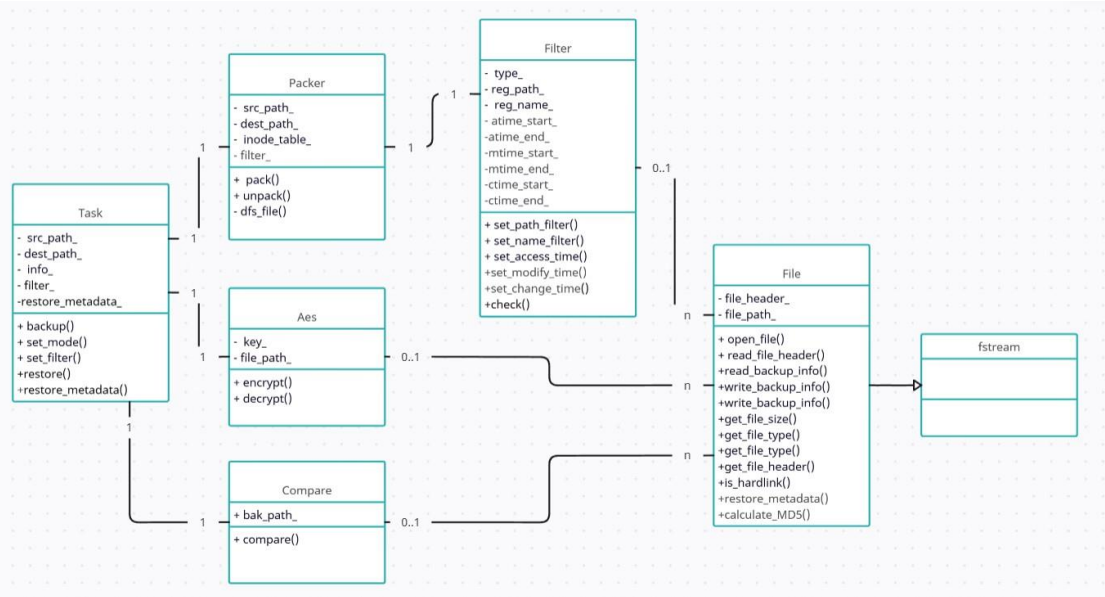 Task
- src_path_
- dest_path_
- info_
- filter_
-restore_metadata_
+ backup()
+ set_mode()
+ set_filter()
+restore()
+restore_metadata()
1
1
1
1
1
1
Packer
- src_path_
- dest_path_
- inode_table_
- filter_
+ pack()
+ unpack()
- dfs_file()
1
1
Aes
- key_
- file_path_
+ encrypt()
+ decrypt()
0..1
n
Compare
+ bak_path_
+ compare()
0..1
n
Filter
- type_
- reg_path_
- reg_name_
- atime_start_
-atime_end_
-mtime_start_
-mtime_end_
-ctime_start_
-ctime_end_
+ set_path_filter()
+ set_name_filter()
+ set_access_time()
+set_modify_time()
+set_change_time()
+check()
0..1
n
File
- file_header_
- file_path_
+ open_file()
+ read_file_header()
+read_backup_info()
+write_backup_info()
+write_backup_info()
+get_file_size()
+get_file_type()
+get_file_type()
+get_file_header()
+is_hardlink()
+restore_metadata()
+calculate_MD5()
fstream